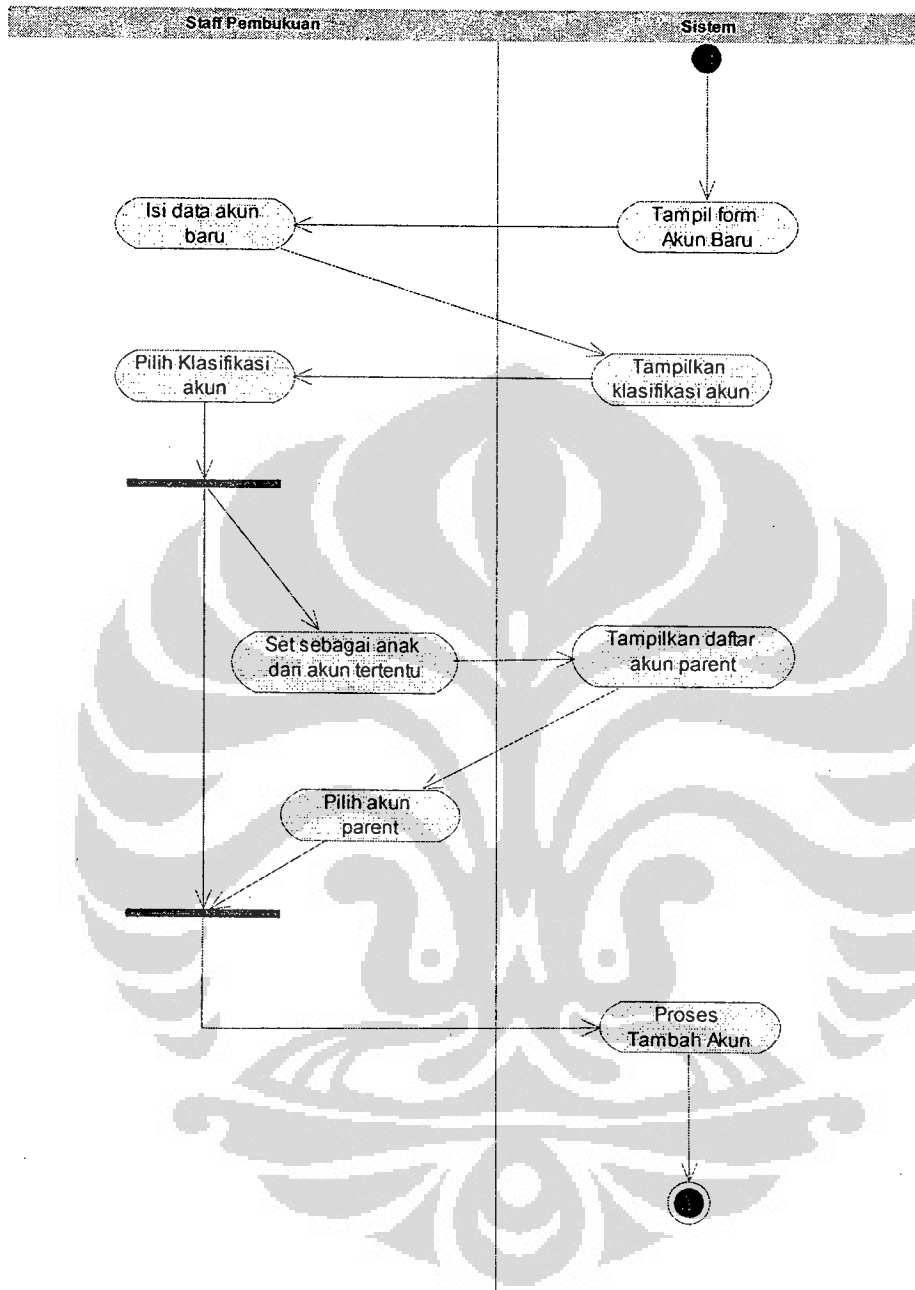 Staff Pembukuan
Sistem
Isi data akun
baru
Tampil form
Akun Baru
Pilih Klasifikasi
akun
Tampilkan
klasifikasi akun
Set sebagai anak
dari akun tertentu
Tampilkan daftar
akun parent
Pilih akun
parent
Proses
Tambah Akun